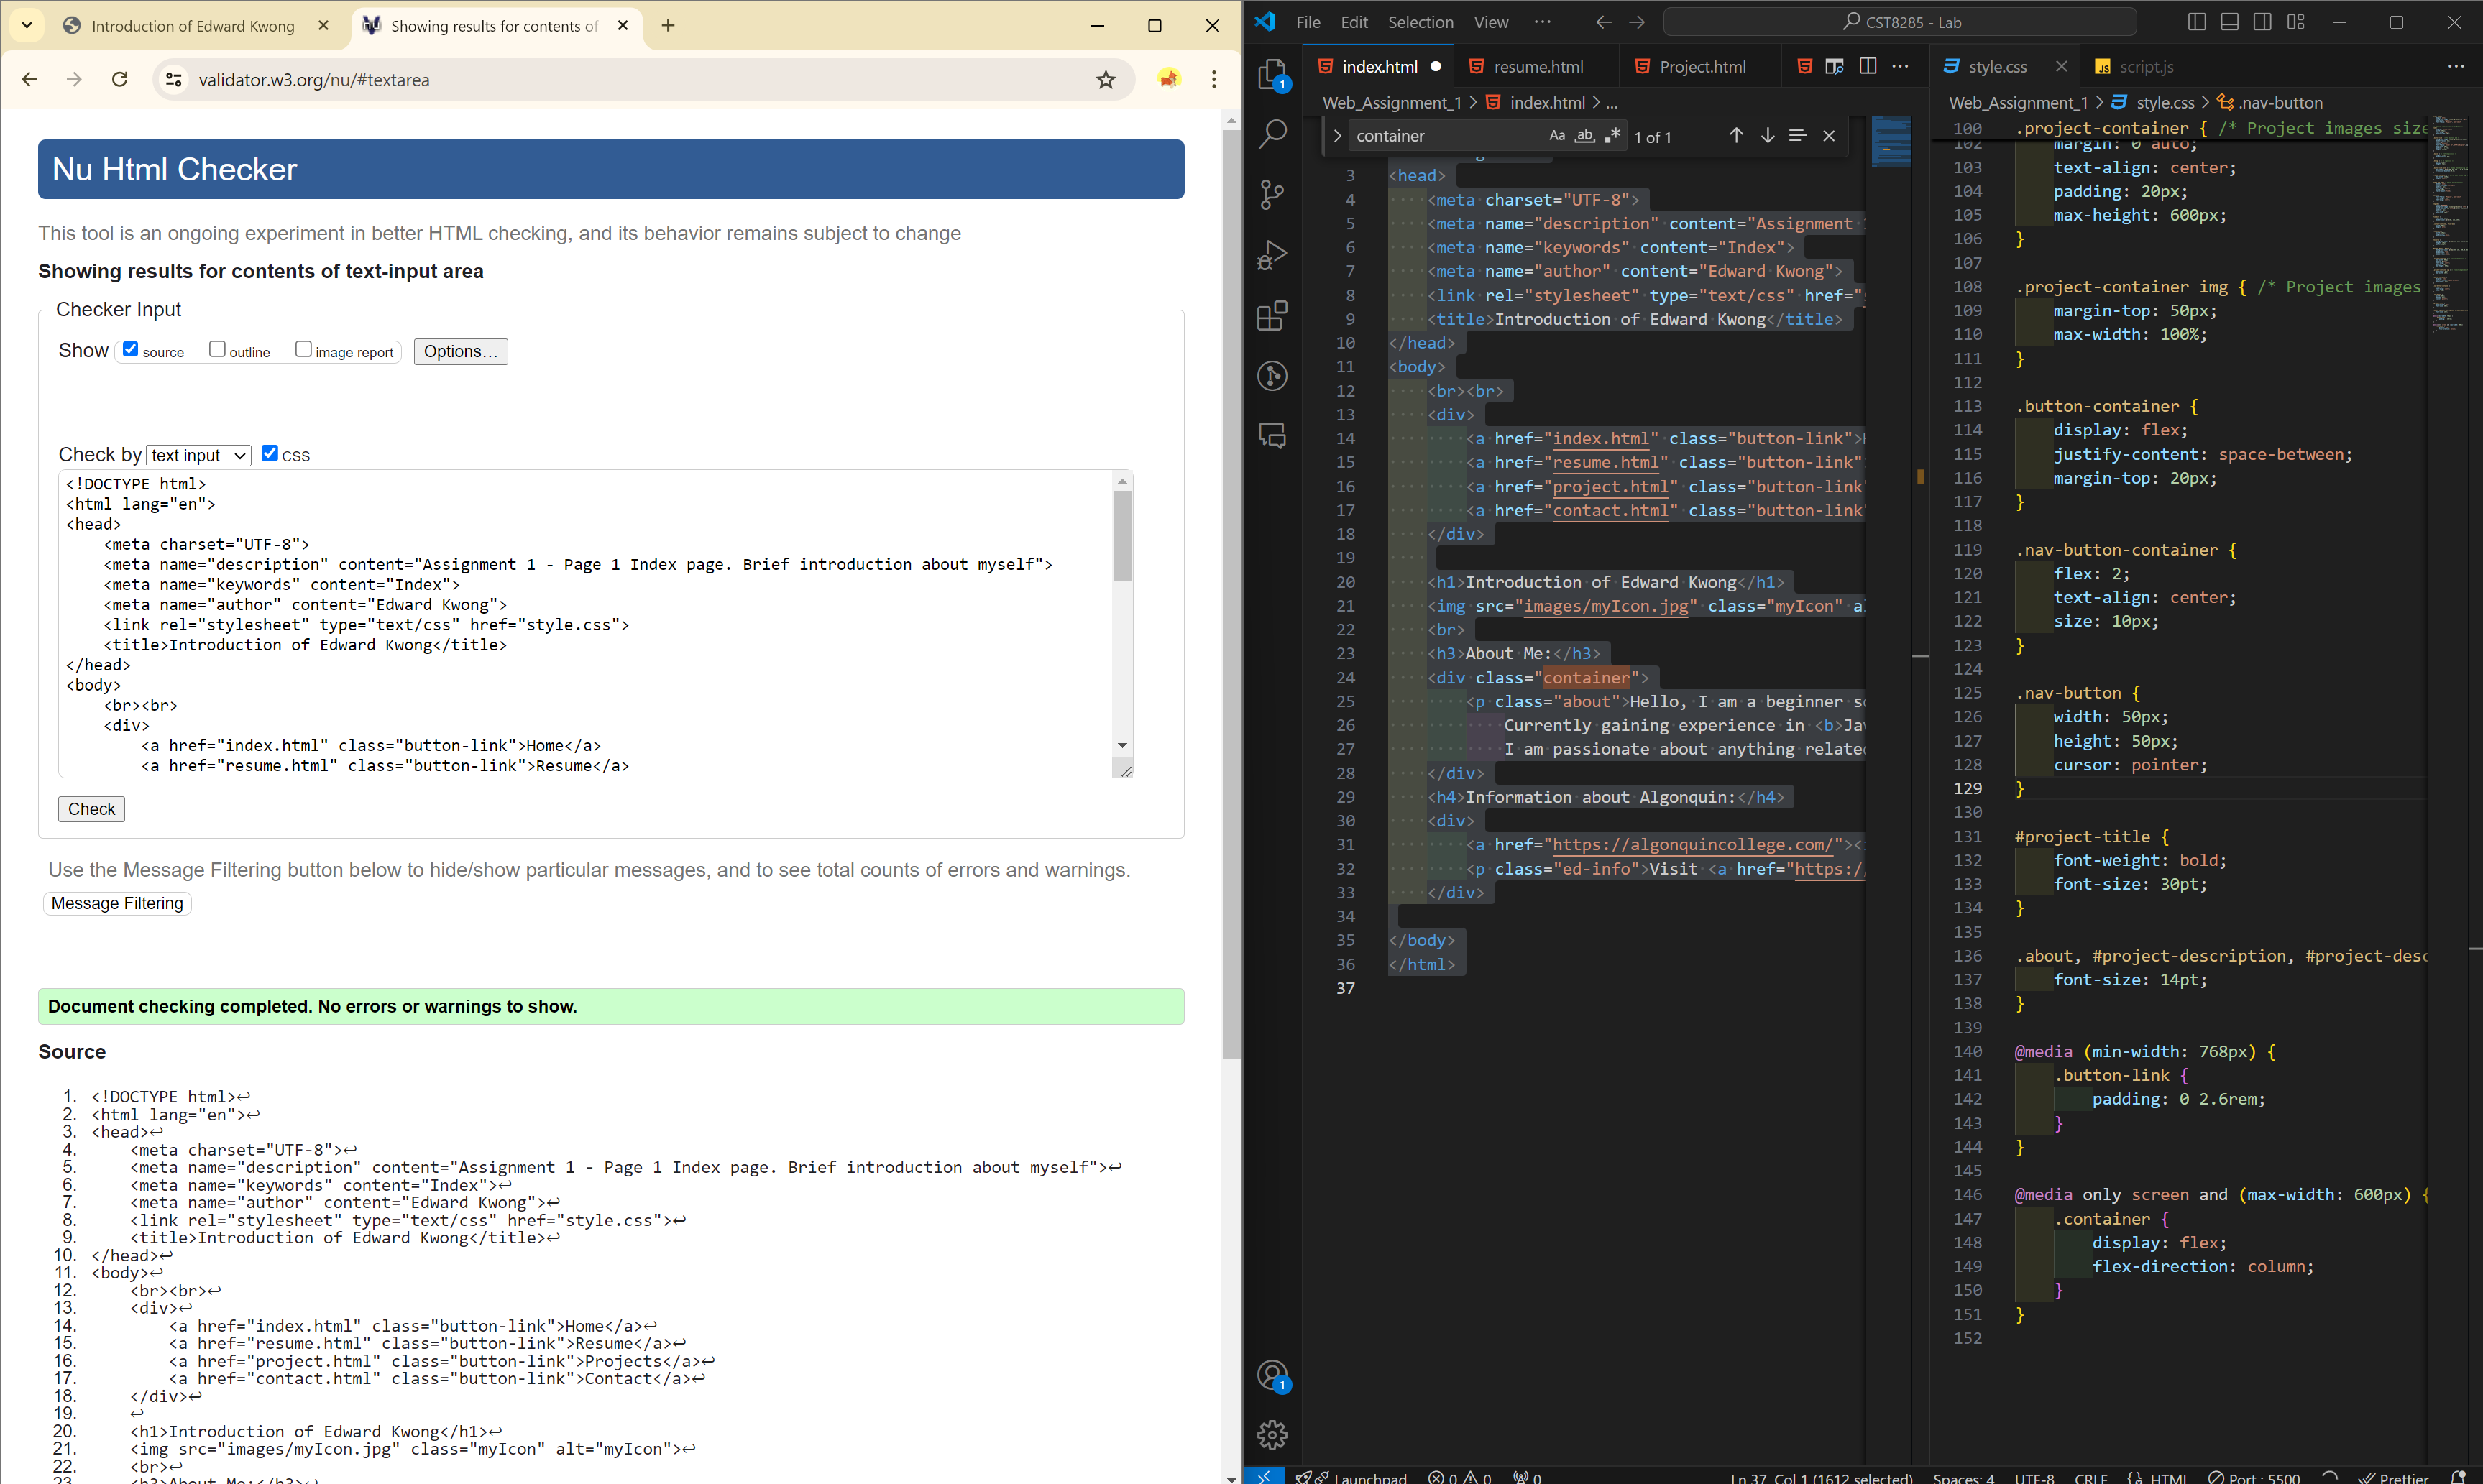 Introduction of Edward Kwong
Showing results for contents of
validator.w3.org/nu/#textarea
Nu Html Checker
This tool is an ongoing experiment in better HTML checking, and its behavior remains subject to change
Showing results for contents of text-input area
Checker Input
Show source outline image report Options...
Check by text input CSS
<!DOCTYPE html>
<html lang="en">
<head>
    <meta charset="UTF-8">
    <meta name="description" content="Assignment 1 - Page 1 Index page. Brief introduction about myself">
    <meta name="keywords" content="Index">
    <meta name="author" content="Edward Kwong">
    <link rel="stylesheet" type="text/css" href="style.css">
    <title>Introduction of Edward Kwong</title>
</head>
<body>
    <br><br>
    <div>
        <a href="index.html" class="button-link">Home</a>
        <a href="resume.html" class="button-link">Resume</a>
Check
Use the Message Filtering button below to hide/show particular messages, and to see total counts of errors and warnings.
Message Filtering
Document checking completed. No errors or warnings to show.
Source
1. <!DOCTYPE html>↩
2. <html lang="en">↩
3. <head>↩
4.     <meta charset="UTF-8">↩
5.     <meta name="description" content="Assignment 1 - Page 1 Index page. Brief introduction about myself">↩
6.     <meta name="keywords" content="Index">↩
7.     <meta name="author" content="Edward Kwong">↩
8.     <link rel="stylesheet" type="text/css" href="style.css">↩
9.     <title>Introduction of Edward Kwong</title>↩
10. </head>↩
11. <body>↩
12.     <br><br>↩
13.     <div>↩
14.         <a href="index.html" class="button-link">Home</a>↩
15.         <a href="resume.html" class="button-link">Resume</a>↩
16.         <a href="project.html" class="button-link">Projects</a>↩
17.         <a href="contact.html" class="button-link">Contact</a>↩
18.     </div>↩
19.     ↩
20.     <h1>Introduction of Edward Kwong</h1>↩
21.     <img src="images/myIcon.jpg" class="myIcon" alt="myIcon">↩
22.     <br>↩
23.     <h3>About Me:</h3>↩
File Edit Selection View ··· CST8285 - Lab
index.html resume.html Project.html
Web_Assignment_1 > index.html > ...
container Aa ab 1 of 1
3 <head>
4     <meta charset="UTF-8">
5     <meta name="description" content="Assignment
6     <meta name="keywords" content="Index">
7     <meta name="author" content="Edward Kwong">
8     <link rel="stylesheet" type="text/css" href="
9     <title>Introduction of Edward Kwong</title>
10 </head>
11 <body>
12     <br><br>
13     <div>
14         <a href="index.html" class="button-link">
15         <a href="resume.html" class="button-link"
16         <a href="project.html" class="button-link
17         <a href="contact.html" class="button-link
18     </div>
19
20     <h1>Introduction of Edward Kwong</h1>
21     <img src="images/myIcon.jpg" class="myIcon" al
22     <br>
23     <h3>About Me:</h3>
24     <div class="container">
25         <p class="about">Hello, I am a beginner so
26             Currently gaining experience in <b>Jav
27             I am passionate about anything related
28     </div>
29     <h4>Information about Algonquin:</h4>
30     <div>
31         <a href="https://algonquincollege.com/"><
32         <p class="ed-info">Visit <a href="https:/
33     </div>
34
35 </body>
36 </html>
37
style.css script.js
Web_Assignment_1 > style.css > .nav-button
100 .project-container { /* Project images size
102     margin: 0 auto;
103     text-align: center;
104     padding: 20px;
105     max-height: 600px;
106 }
107
108 .project-container img { /* Project images
109     margin-top: 50px;
110     max-width: 100%;
111 }
112
113 .button-container {
114     display: flex;
115     justify-content: space-between;
116     margin-top: 20px;
117 }
118
119 .nav-button-container {
120     flex: 2;
121     text-align: center;
122     size: 10px;
123 }
124
125 .nav-button {
126     width: 50px;
127     height: 50px;
128     cursor: pointer;
129 }
130
131 #project-title {
132     font-weight: bold;
133     font-size: 30pt;
134 }
135
136 .about, #project-description, #project-desc
137     font-size: 14pt;
138 }
139
140 @media (min-width: 768px) {
141     .button-link {
142         padding: 0 2.6rem;
143     }
144 }
145
146 @media only screen and (max-width: 600px) {
147     .container {
148         display: flex;
149         flex-direction: column;
150     }
151 }
152
1
1
Launchpad 0 0 0 Ln 37, Col 1 (1612 selected) Spaces: 4 UTF-8 CRLF {} HTML Port : 5500 Prettier